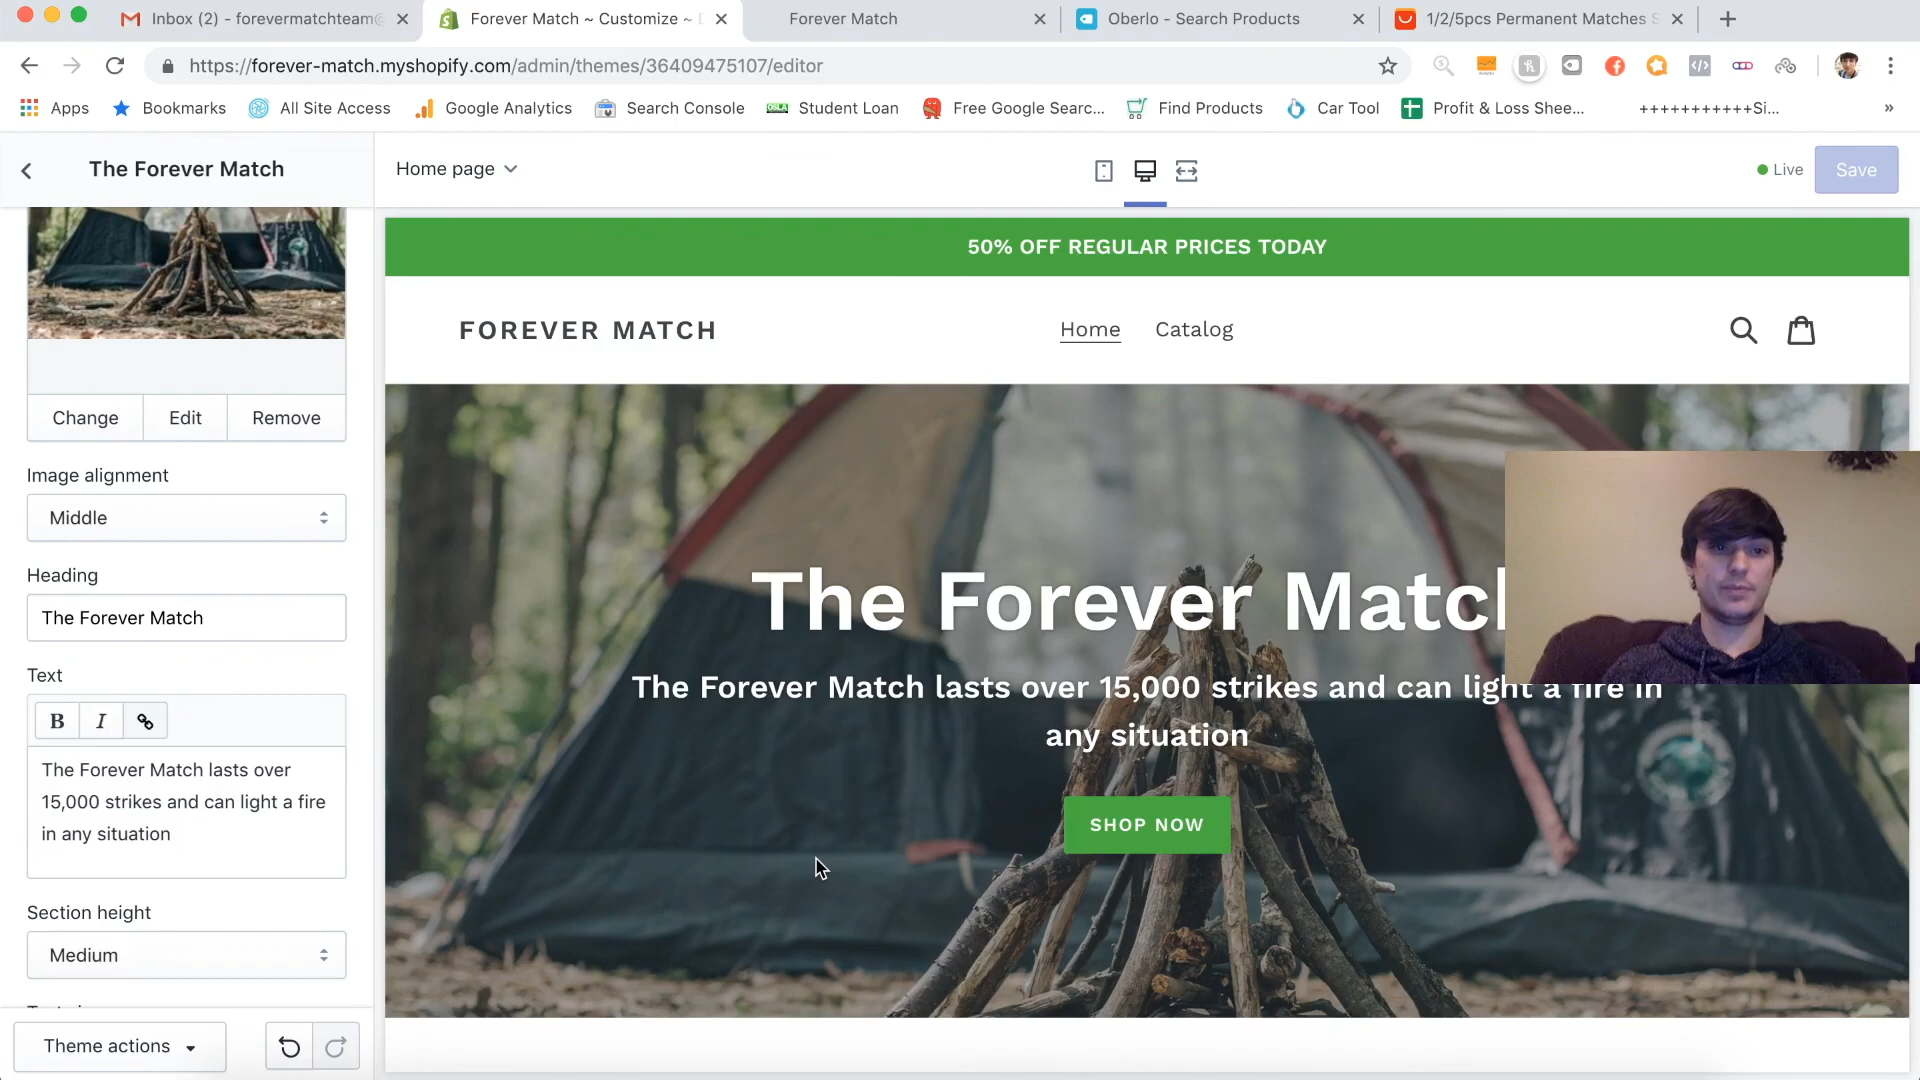 Inbox (2) - forevermatchteam@
Forever Match ~ Customize ~
Forever Match
Oberlo - Search Products
1/2/5pcs Permanent Matches S
https://forever-match.myshopify.com/admin/themes/36409475107/editor
Apps
Bookmarks
All Site Access
Google Analytics
Search Console
Student Loan
Free Google Searc...
Find Products
Car Tool
Profit & Loss Shee...
+++++++++++Si...
»
The Forever Match
Home page
Live
Save
Change
Edit
Remove
Image alignment
Middle
Heading
The Forever Match
Text
B I
The Forever Match lasts over
15,000 strikes and can light a fire
in any situation
Section height
Medium
Theme actions
50% OFF REGULAR PRICES TODAY
FOREVER MATCH
Home
Catalog
The Forever Matc
The Forever Match lasts over 15,000 strikes and can light a fire in
any situation
SHOP NOW